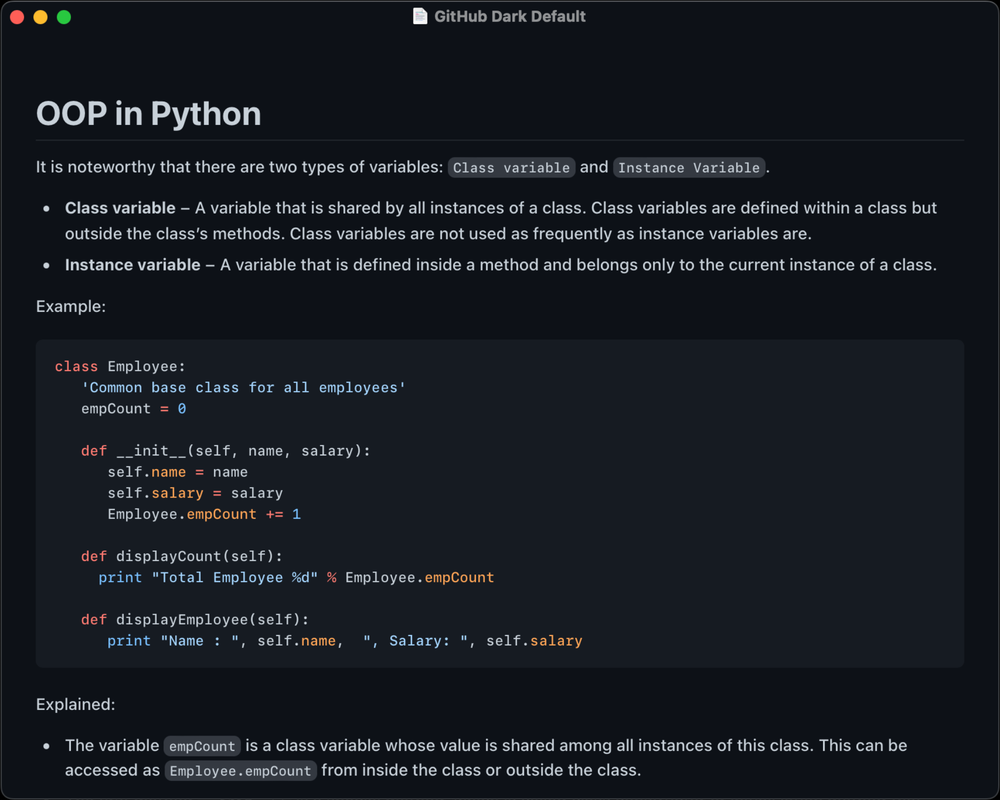 GitHub Dark Default
OOP in Python
It is noteworthy that there are two types of variables: Class variable and Instance Variable.
• Class variable – A variable that is shared by all instances of a class. Class variables are defined within a class but
outside the class’s methods. Class variables are not used as frequently as instance variables are.
• Instance variable – A variable that is defined inside a method and belongs only to the current instance of a class.
Example:
class Employee:
   'Common base class for all employees'
   empCount = 0
   def __init__(self, name, salary):
      self.name = name
      self.salary = salary
      Employee.empCount += 1
   def displayCount(self):
     print "Total Employee %d" % Employee.empCount
   def displayEmployee(self):
      print "Name : ", self.name,  ", Salary: ", self.salary
Explained:
• The variable empCount is a class variable whose value is shared among all instances of this class. This can be
accessed as Employee.empCount from inside the class or outside the class.